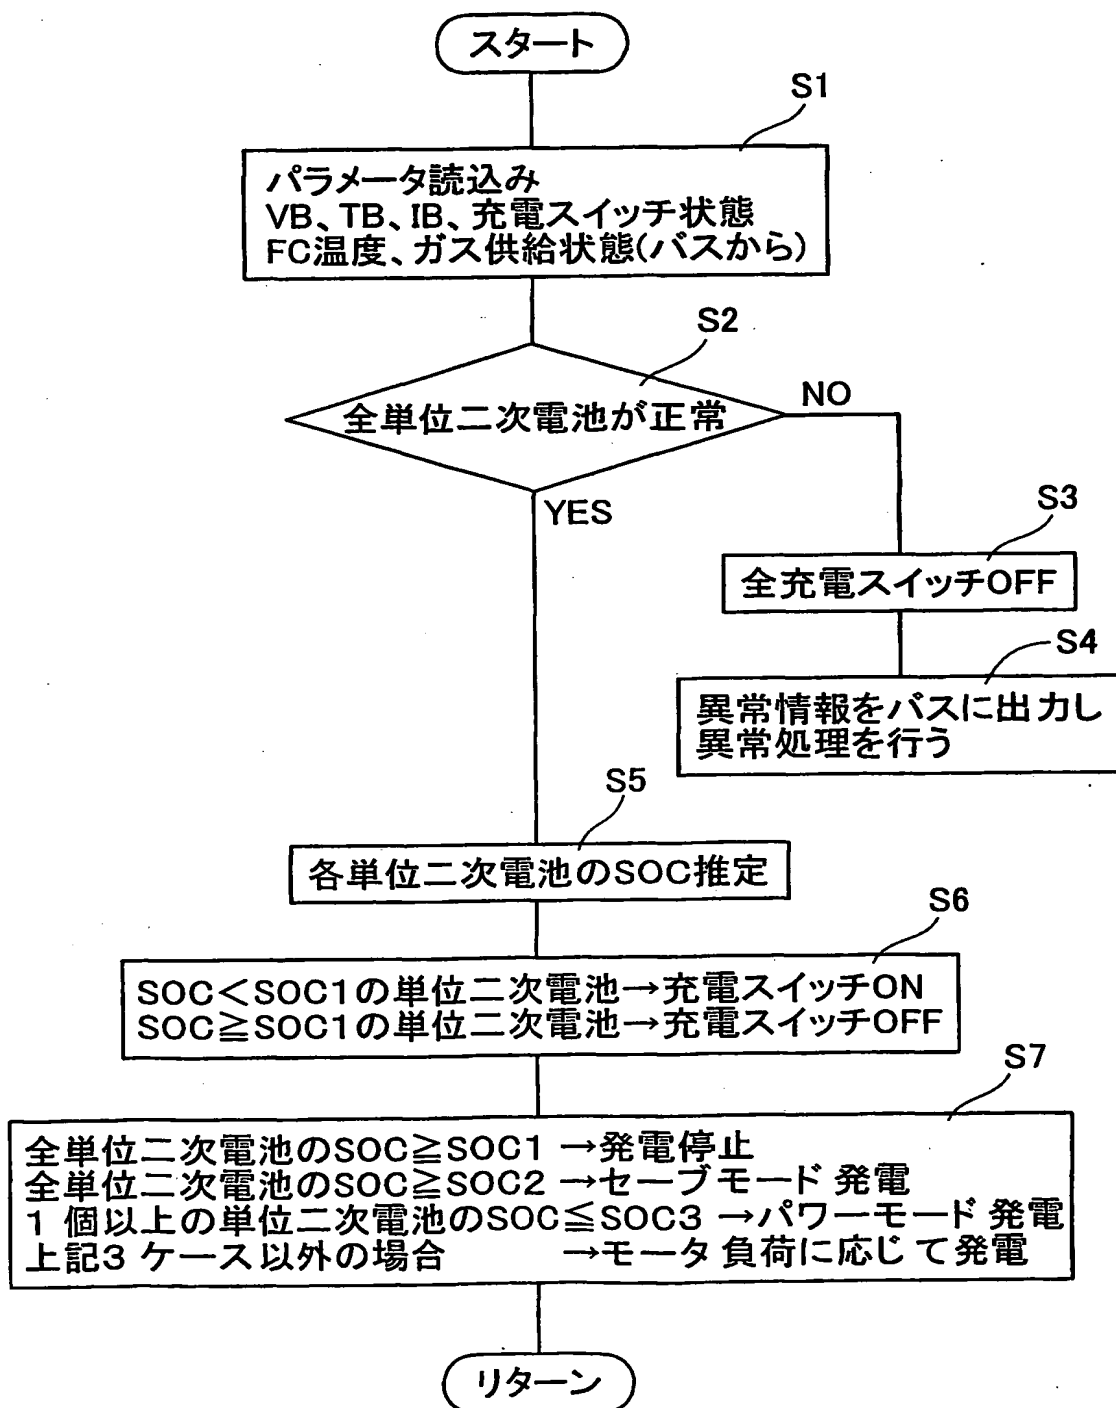 スタート
S1
パラメータ読込み
VB、TB、IB、充電スイッチ状態
FC温度、ガス供給状態(バスから)
S2
全単位二次電池が正常
NO
YES
S3
全充電スイッチOFF
S4
異常情報をバスに出力し
異常処理を行う
S5
各単位二次電池のSOC推定
S6
SOC<SOC1の単位二次電池→充電スイッチON
SOC≧SOC1の単位二次電池→充電スイッチOFF
S7
全単位二次電池のSOC≧SOC1 →発電停止
全単位二次電池のSOC≧SOC2 →セーブモード 発電
1 個以上の単位二次電池のSOC≦SOC3 →パワーモード 発電
上記3 ケース以外の場合 →モータ 負荷に応じ て発電
リターン